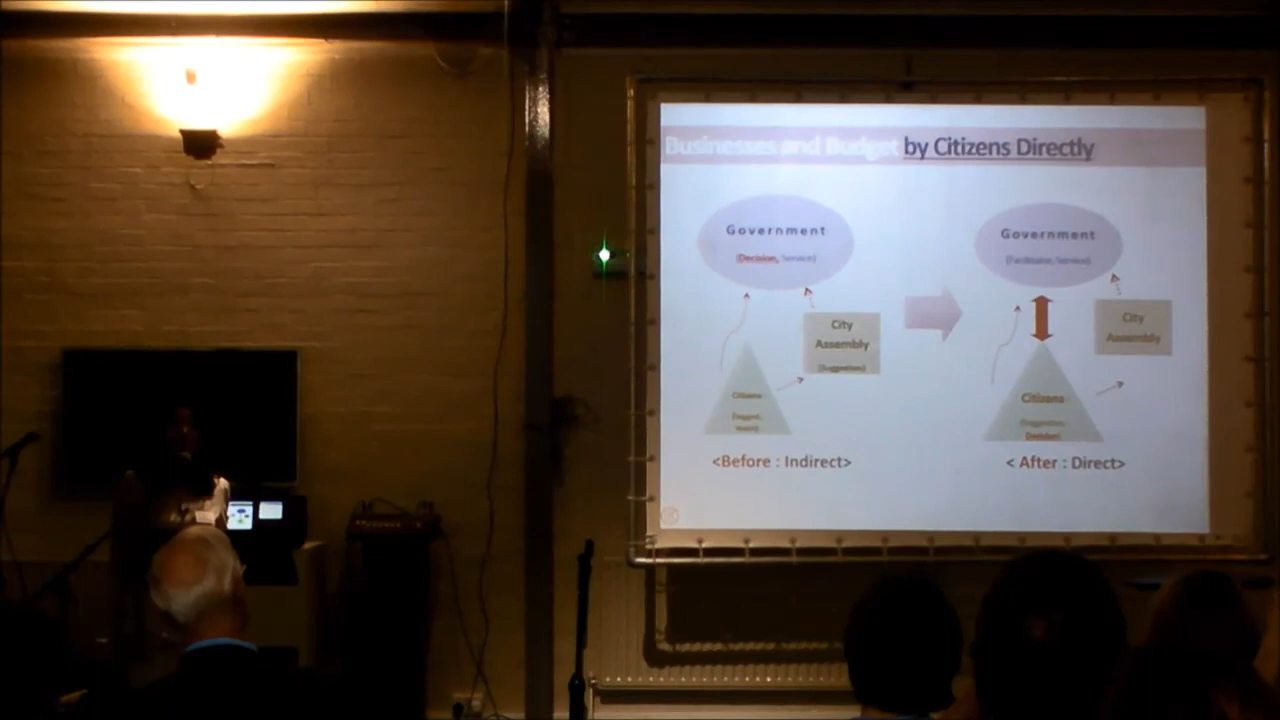 Businesses and Budget by Citizens Directly
Government
(Decision, Service)
City
Assembly
(Suggestion)
Citizens
<Before : Indirect>
Government
(Facilitator, Service)
City
Assembly
Citizens
(Suggestion,
Decision)
< After : Direct>